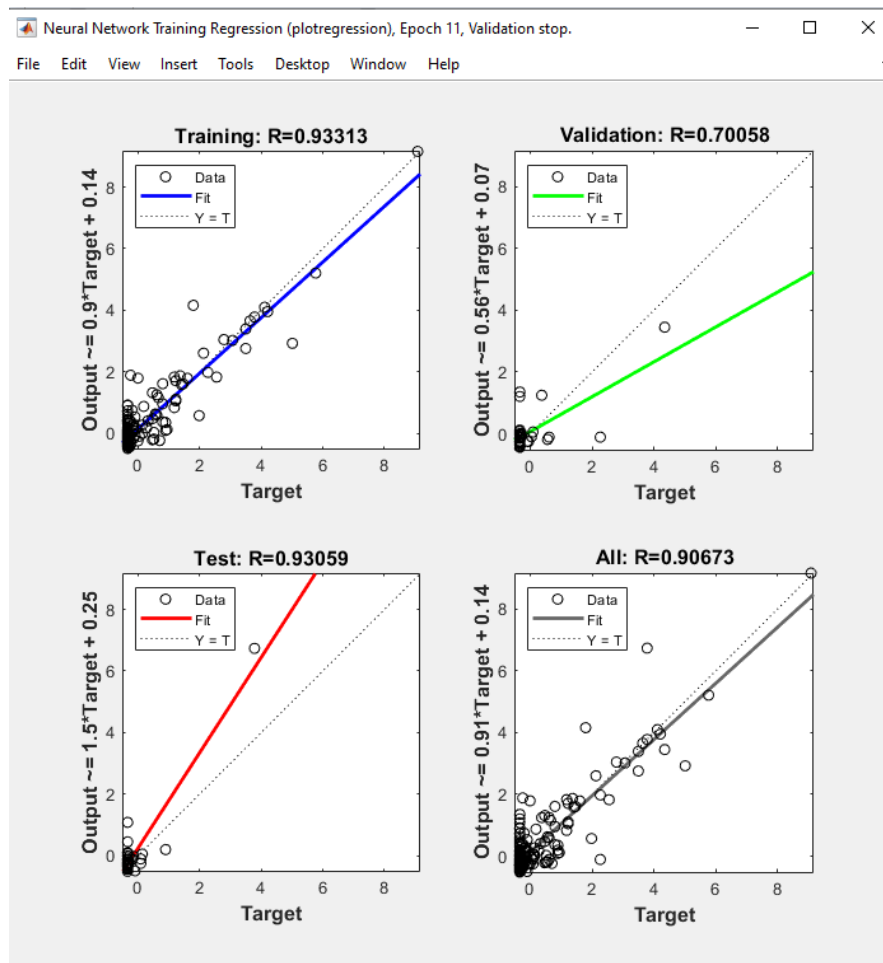 Neural Network Training Regression (plotregression), Epoch 11, Validation stop.
File Edit View Insert Tools Desktop Window Help
Training: R=0.93313
Output ~= 0.9*Target + 0.14
Data
Fit
Y = T
8
6
4
2
0
0 2 4 6 8
Target
Validation: R=0.70058
Output ~= 0.56*Target + 0.07
Data
Fit
Y = T
8
6
4
2
0
0 2 4 6 8
Target
Test: R=0.93059
Output ~= 1.5*Target + 0.25
Data
Fit
Y = T
8
6
4
2
0
0 2 4 6 8
Target
All: R=0.90673
Output ~= 0.91*Target + 0.14
Data
Fit
Y = T
8
6
4
2
0
0 2 4 6 8
Target